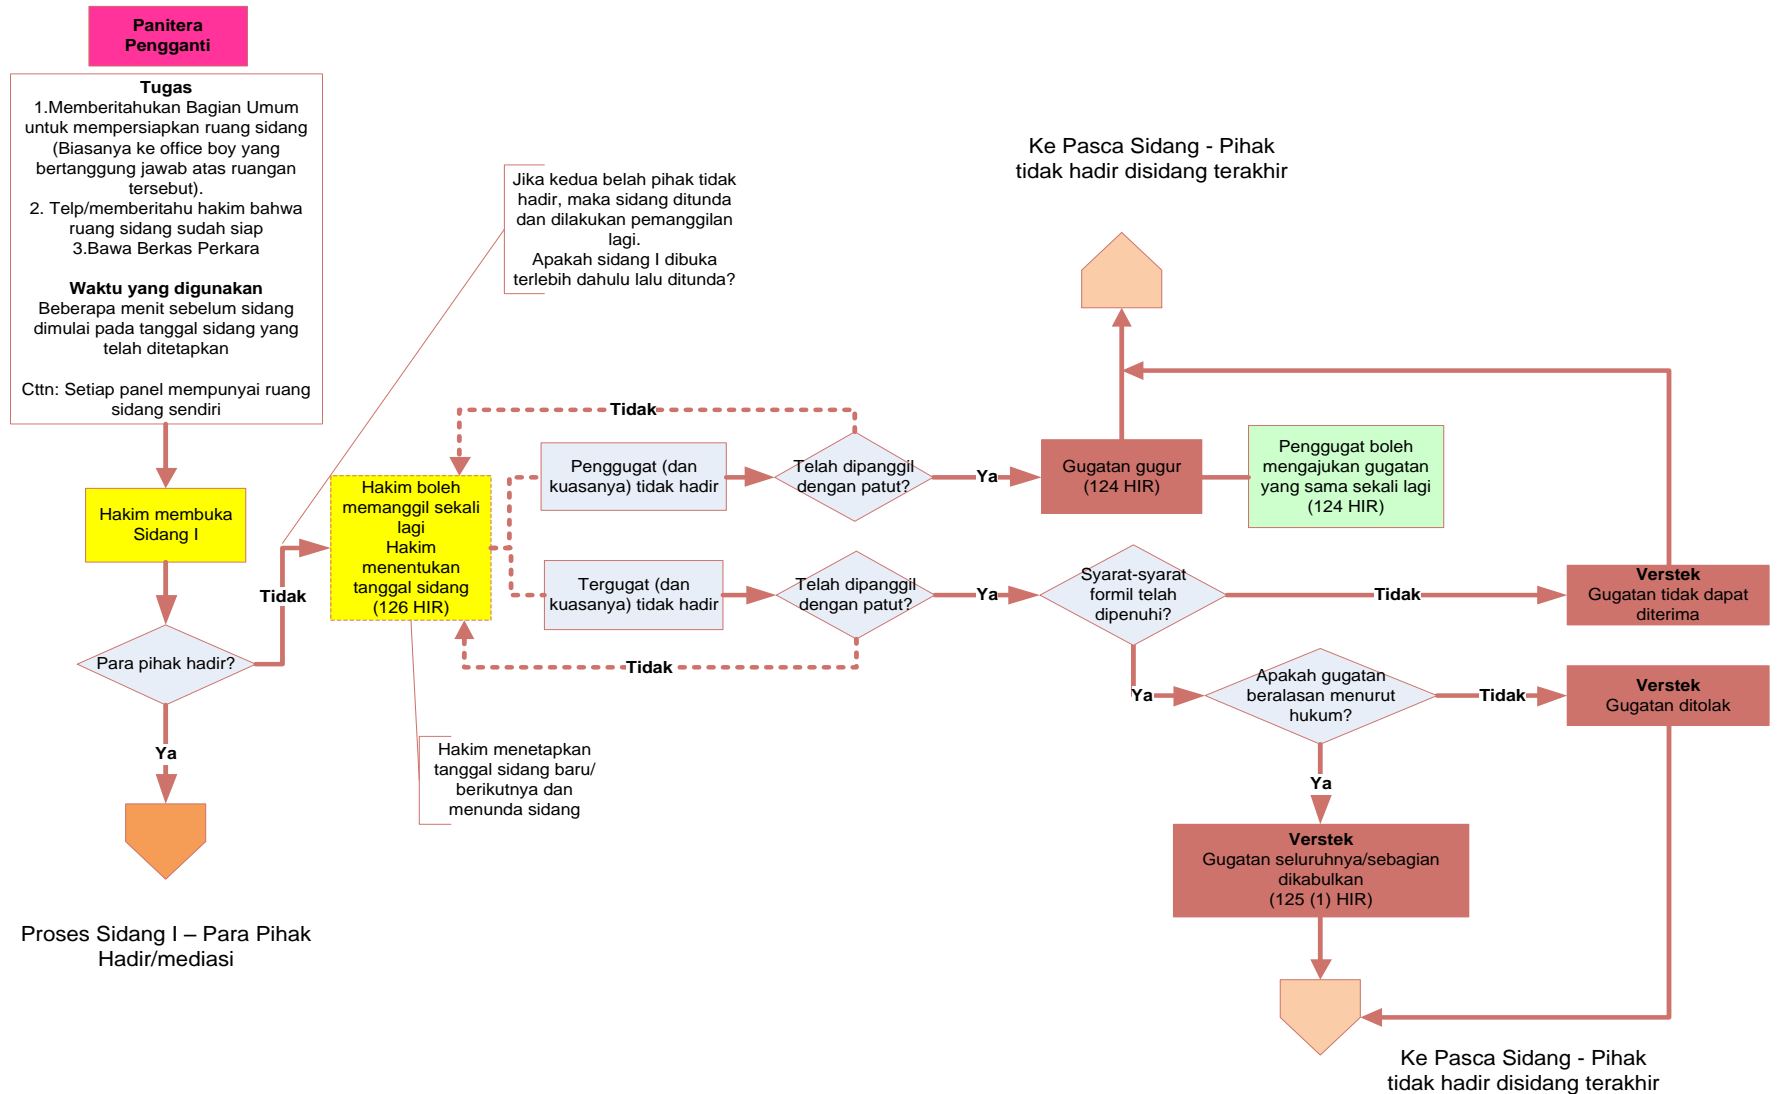 Panitera
Pengganti
Tugas
1.Memberitahukan Bagian Umum
untuk mempersiapkan ruang sidang
(Biasanya ke office boy yang
bertanggung jawab atas ruangan
tersebut).
2. Telp/memberitahu hakim bahwa
ruang sidang sudah siap
3.Bawa Berkas Perkara
Waktu yang digunakan
Beberapa menit sebelum sidang
dimulai pada tanggal sidang yang
telah ditetapkan
Cttn: Setiap panel mempunyai ruang
sidang sendiri
Hakim membuka
Sidang I
Para pihak hadir?
Tidak
Ya
Proses Sidang I – Para Pihak
Hadir/mediasi
Jika kedua belah pihak tidak
hadir, maka sidang ditunda
dan dilakukan pemanggilan
lagi.
Apakah sidang I dibuka
terlebih dahulu lalu ditunda?
Hakim boleh
memanggil sekali
lagi
Hakim
menentukan
tanggal sidang
(126 HIR)
Hakim menetapkan
tanggal sidang baru/
berikutnya dan
menunda sidang
Tidak
Penggugat (dan
kuasanya) tidak hadir
Telah dipanggil
dengan patut?
Ya
Gugatan gugur
(124 HIR)
Penggugat boleh
mengajukan gugatan
yang sama sekali lagi
(124 HIR)
Ke Pasca Sidang - Pihak
tidak hadir disidang terakhir
Tergugat (dan
kuasanya) tidak hadir
Telah dipanggil
dengan patut?
Tidak
Ya
Syarat-syarat
formil telah
dipenuhi?
Tidak
Verstek
Gugatan tidak dapat
diterima
Ya
Apakah gugatan
beralasan menurut
hukum?
Tidak
Verstek
Gugatan ditolak
Ya
Verstek
Gugatan seluruhnya/sebagian
dikabulkan
(125 (1) HIR)
Ke Pasca Sidang - Pihak
tidak hadir disidang terakhir